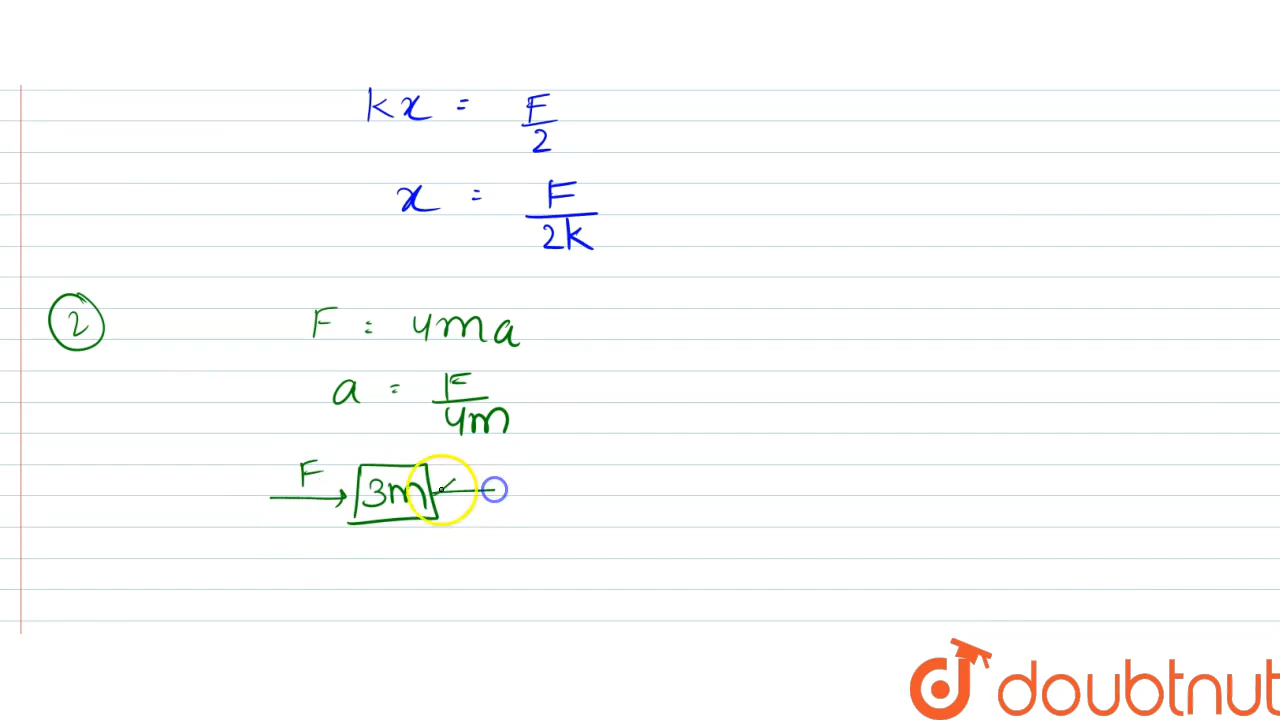 kx = F/2
x = F/2k
2 F = 4ma
a = F/4m
F 3m
doubtnut